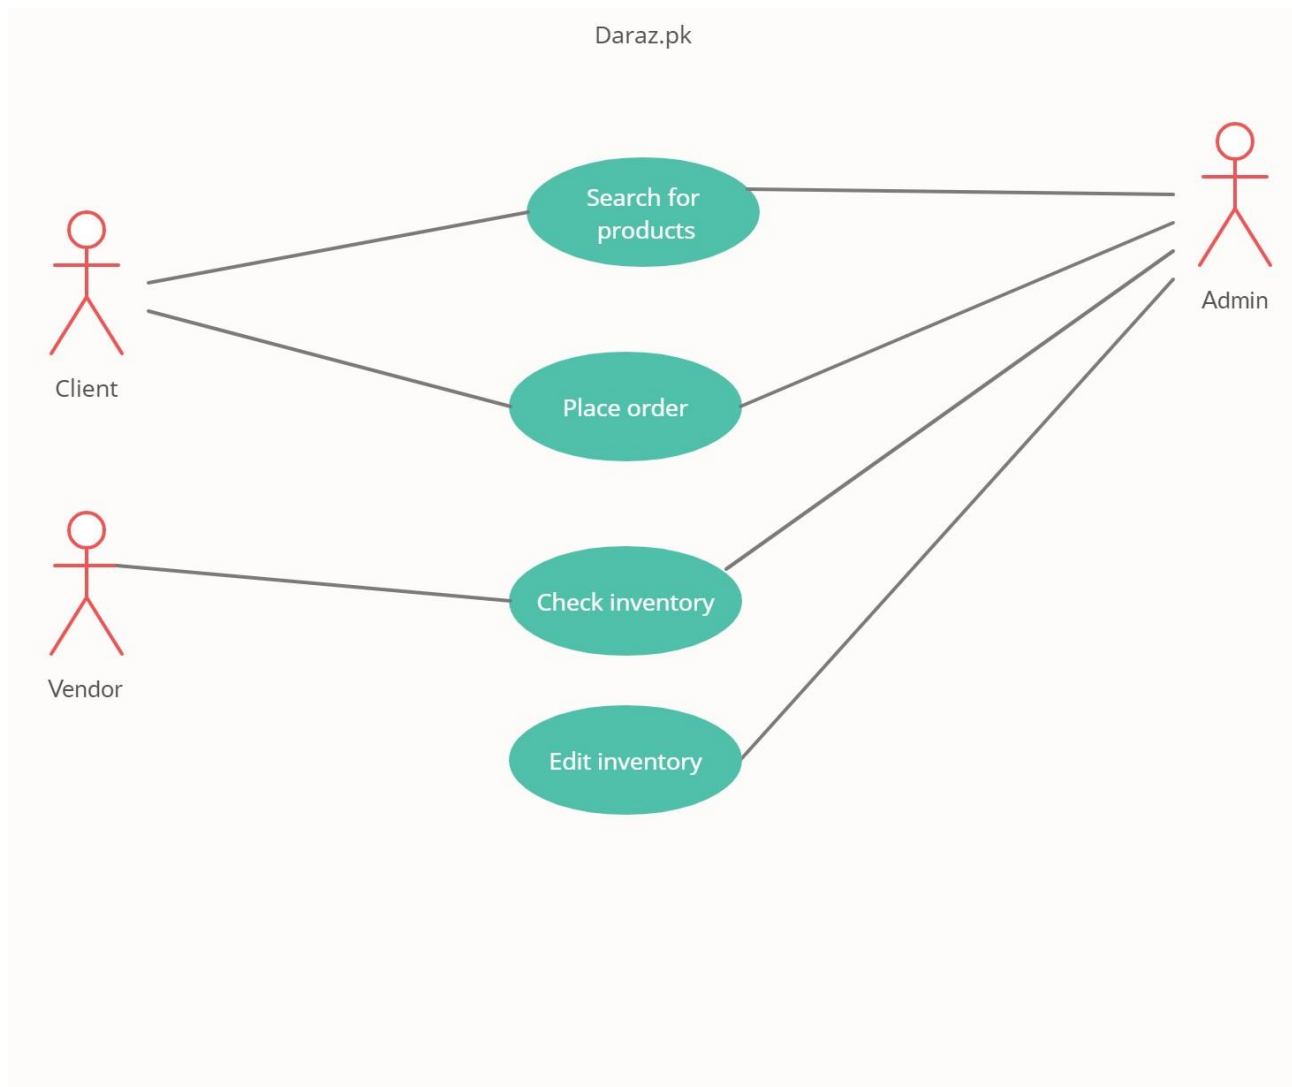 Daraz.pk
Search for
products
Admin
Client
Place order
Check inventory
Vendor
Edit inventory